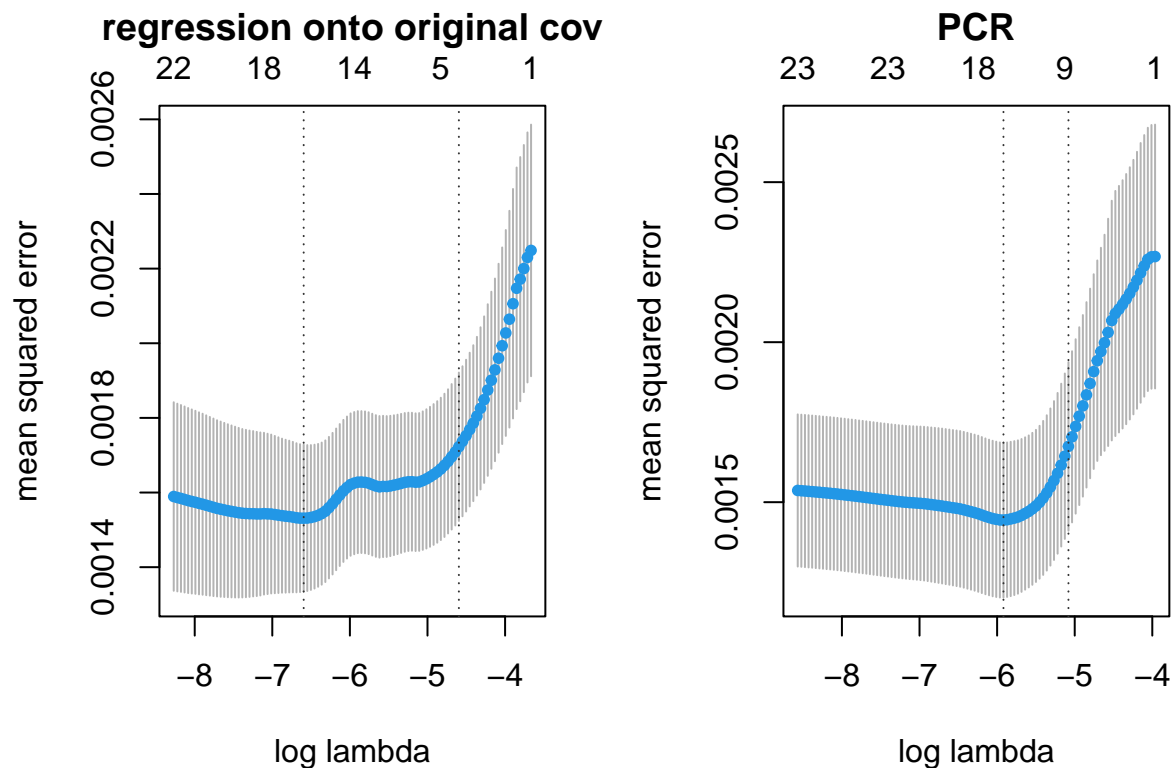 regression onto original cov
22 18 14 5 1
0.0026
0.0022
0.0018
0.0014
mean squared error
−8 −7 −6 −5 −4
log lambda
PCR
23 23 18 9 1
0.0025
0.0020
0.0015
mean squared error
−8 −7 −6 −5 −4
log lambda